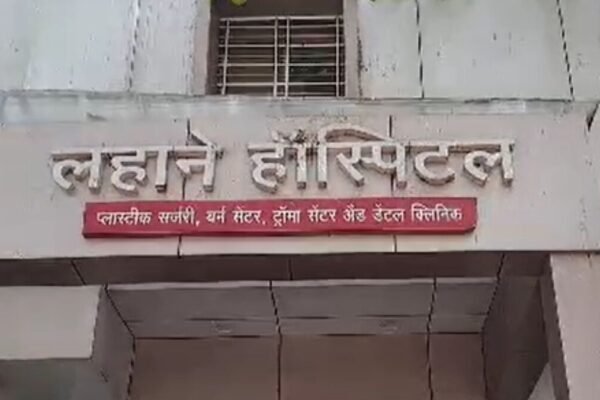 लहाने हॉस्पिटल
प्लास्टीक सर्जरी, बर्न सेंटर, ट्रॉमा सेंटर अँड डेंटल क्लिनिक